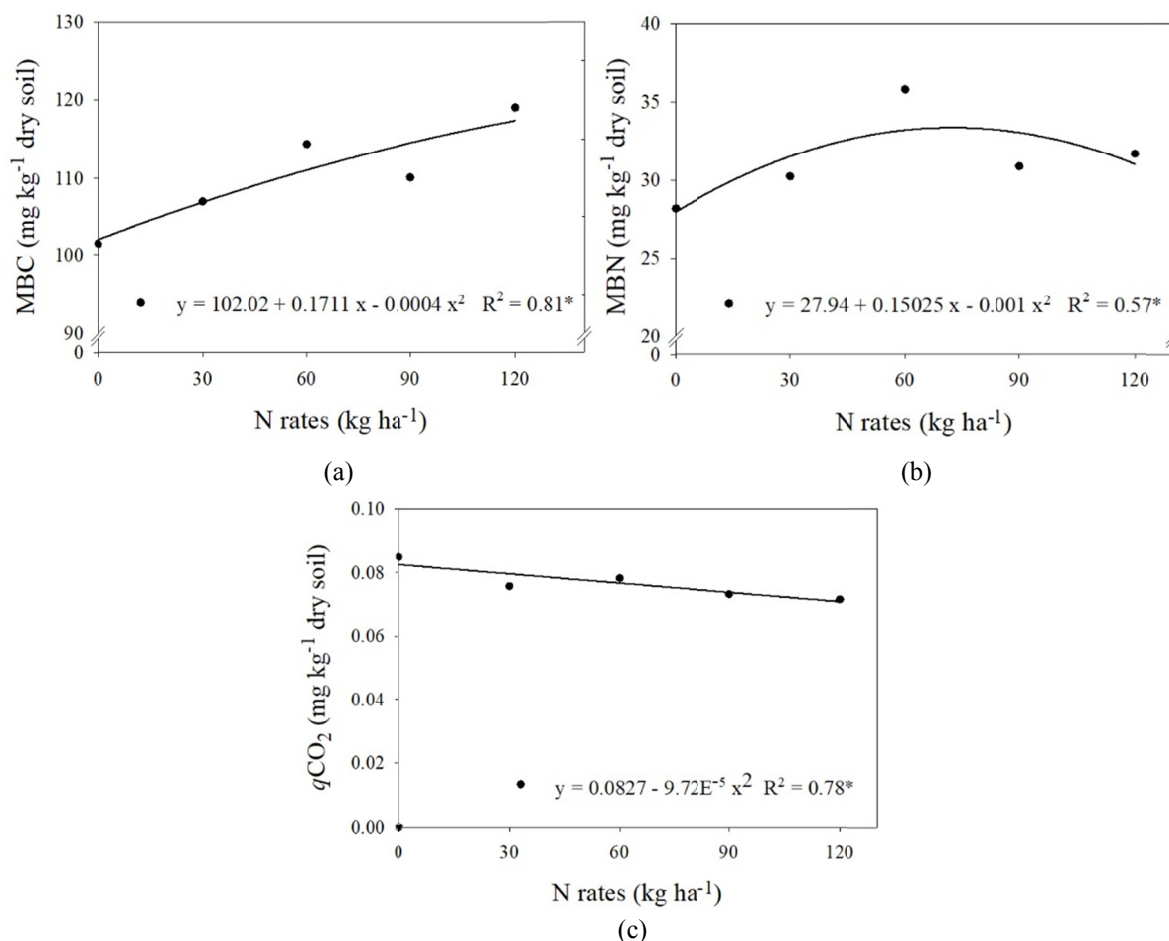 130
120
110
100
90
0
MBC (mg kg⁻¹ dry soil)
y = 102.02 + 0.1711 x - 0.0004 x² R² = 0.81*
0 30 60 90 120
N rates (kg ha⁻¹)
(a)
40
35
30
25
20
0
MBN (mg kg⁻¹ dry soil)
y = 27.94 + 0.15025 x - 0.001 x² R² = 0.57*
0 30 60 90 120
N rates (kg ha⁻¹)
(b)
0.10
0.08
0.06
0.04
0.02
0.00
qCO₂ (mg kg⁻¹ dry soil)
y = 0.0827 - 9.72E⁻⁵ x² R² = 0.78*
0 30 60 90 120
N rates (kg ha⁻¹)
(c)